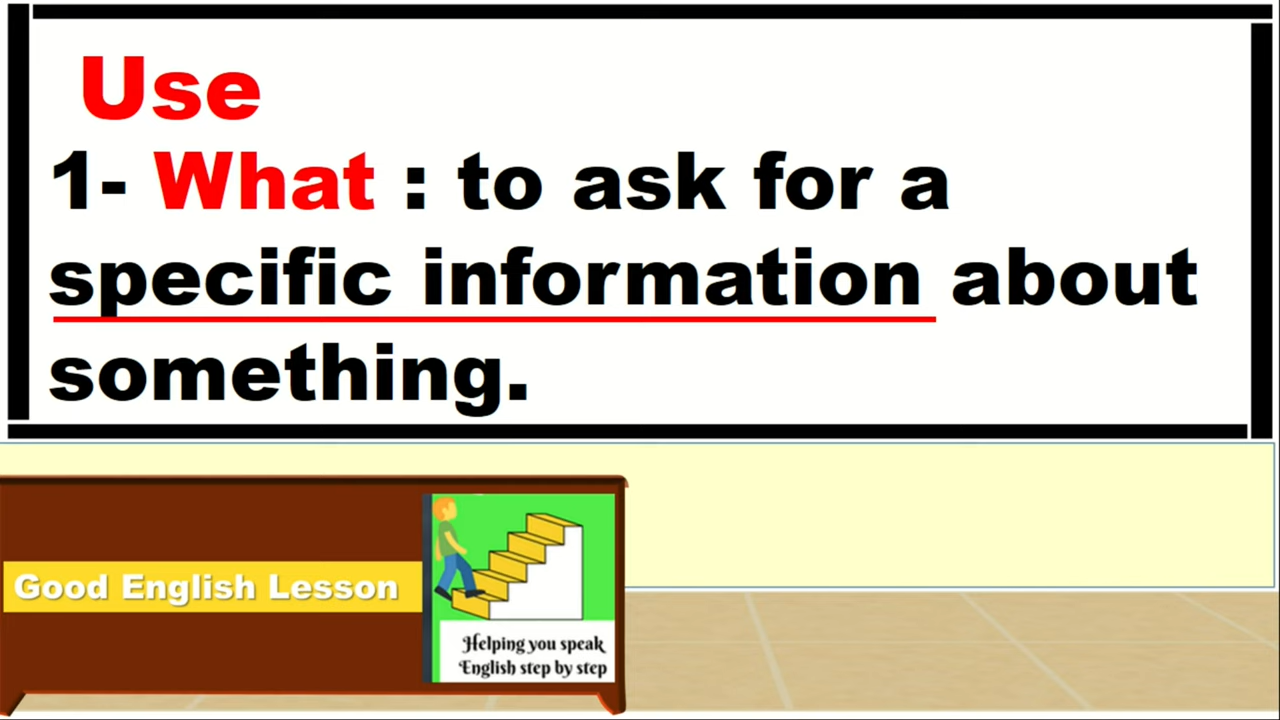 Use
1- What : to ask for a
specific information about
something.
Good English Lesson
Helping you speak
English step by step